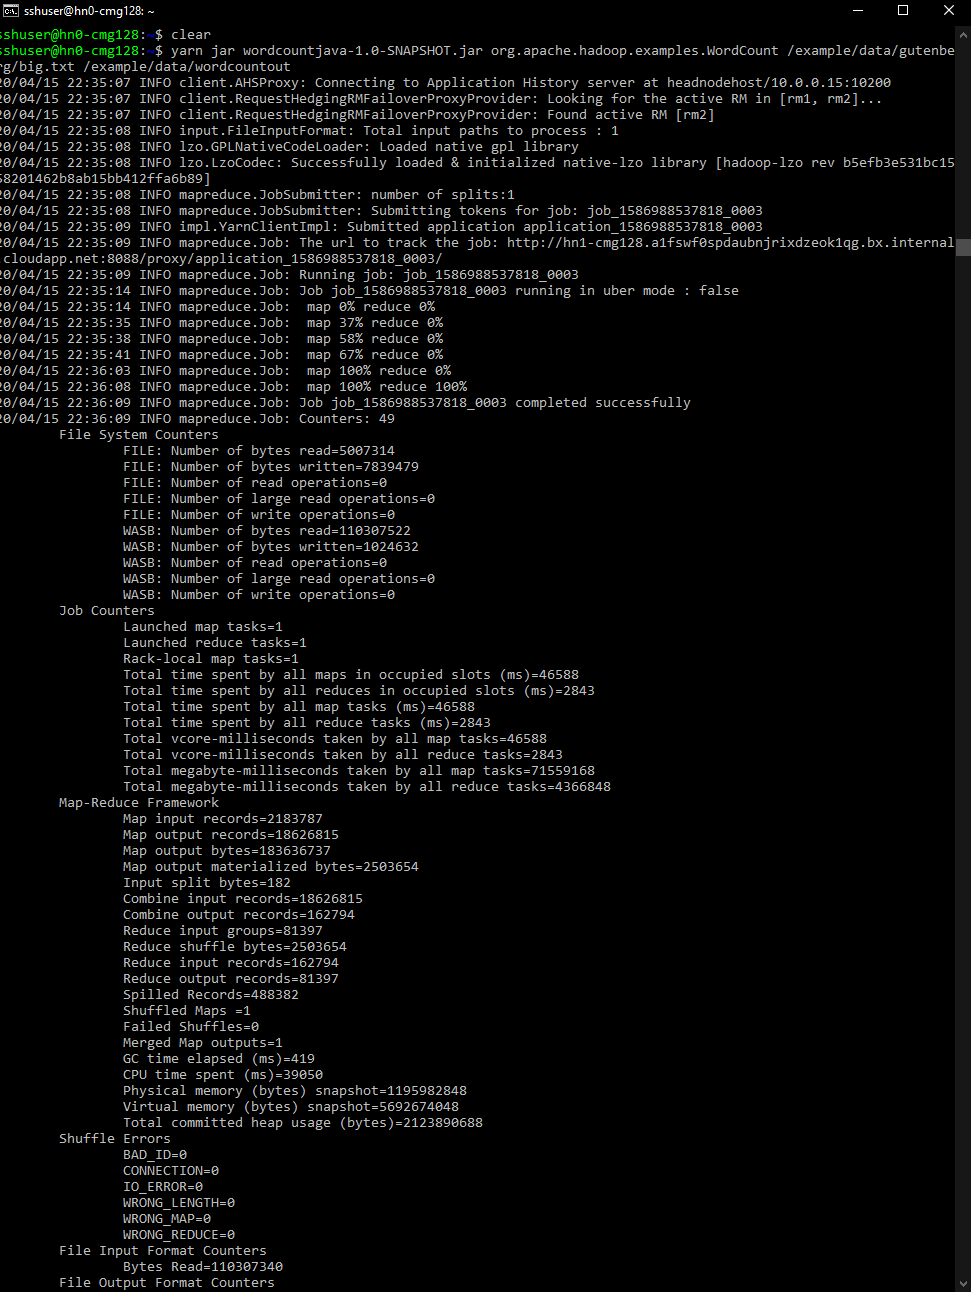 sshuser@hn0-cmg128: ~
sshuser@hn0-cmg128:~$ clear
sshuser@hn0-cmg128:~$ yarn jar wordcountjava-1.0-SNAPSHOT.jar org.apache.hadoop.examples.WordCount /example/data/gutenbe
rg/big.txt /example/data/wordcountout
20/04/15 22:35:07 INFO client.AHSProxy: Connecting to Application History server at headnodehost/10.0.0.15:10200
20/04/15 22:35:07 INFO client.RequestHedgingRMFailoverProxyProvider: Looking for the active RM in [rm1, rm2]...
20/04/15 22:35:07 INFO client.RequestHedgingRMFailoverProxyProvider: Found active RM [rm2]
20/04/15 22:35:08 INFO input.FileInputFormat: Total input paths to process : 1
20/04/15 22:35:08 INFO lzo.GPLNativeCodeLoader: Loaded native gpl library
20/04/15 22:35:08 INFO lzo.LzoCodec: Successfully loaded & initialized native-lzo library [hadoop-lzo rev b5efb3e531bc15
58201462b8ab15bb412ffa6b89]
20/04/15 22:35:08 INFO mapreduce.JobSubmitter: number of splits:1
20/04/15 22:35:08 INFO mapreduce.JobSubmitter: Submitting tokens for job: job_1586988537818_0003
20/04/15 22:35:09 INFO impl.YarnClientImpl: Submitted application application_1586988537818_0003
20/04/15 22:35:09 INFO mapreduce.Job: The url to track the job: http://hn1-cmg128.a1fswf0spdaubnjrixdzeok1qg.bx.internal
.cloudapp.net:8088/proxy/application_1586988537818_0003/
20/04/15 22:35:09 INFO mapreduce.Job: Running job: job_1586988537818_0003
20/04/15 22:35:14 INFO mapreduce.Job: Job job_1586988537818_0003 running in uber mode : false
20/04/15 22:35:14 INFO mapreduce.Job:  map 0% reduce 0%
20/04/15 22:35:35 INFO mapreduce.Job:  map 37% reduce 0%
20/04/15 22:35:38 INFO mapreduce.Job:  map 58% reduce 0%
20/04/15 22:35:41 INFO mapreduce.Job:  map 67% reduce 0%
20/04/15 22:36:03 INFO mapreduce.Job:  map 100% reduce 0%
20/04/15 22:36:08 INFO mapreduce.Job:  map 100% reduce 100%
20/04/15 22:36:09 INFO mapreduce.Job: Job job_1586988537818_0003 completed successfully
20/04/15 22:36:09 INFO mapreduce.Job: Counters: 49
File System Counters
FILE: Number of bytes read=5007314
FILE: Number of bytes written=7839479
FILE: Number of read operations=0
FILE: Number of large read operations=0
FILE: Number of write operations=0
WASB: Number of bytes read=110307522
WASB: Number of bytes written=1024632
WASB: Number of read operations=0
WASB: Number of large read operations=0
WASB: Number of write operations=0
Job Counters
Launched map tasks=1
Launched reduce tasks=1
Rack-local map tasks=1
Total time spent by all maps in occupied slots (ms)=46588
Total time spent by all reduces in occupied slots (ms)=2843
Total time spent by all map tasks (ms)=46588
Total time spent by all reduce tasks (ms)=2843
Total vcore-milliseconds taken by all map tasks=46588
Total vcore-milliseconds taken by all reduce tasks=2843
Total megabyte-milliseconds taken by all map tasks=71559168
Total megabyte-milliseconds taken by all reduce tasks=4366848
Map-Reduce Framework
Map input records=2183787
Map output records=18626815
Map output bytes=183636737
Map output materialized bytes=2503654
Input split bytes=182
Combine input records=18626815
Combine output records=162794
Reduce input groups=81397
Reduce shuffle bytes=2503654
Reduce input records=162794
Reduce output records=81397
Spilled Records=488382
Shuffled Maps =1
Failed Shuffles=0
Merged Map outputs=1
GC time elapsed (ms)=419
CPU time spent (ms)=39050
Physical memory (bytes) snapshot=1195982848
Virtual memory (bytes) snapshot=5692674048
Total committed heap usage (bytes)=2123890688
Shuffle Errors
BAD_ID=0
CONNECTION=0
IO_ERROR=0
WRONG_LENGTH=0
WRONG_MAP=0
WRONG_REDUCE=0
File Input Format Counters
Bytes Read=110307340
File Output Format Counters